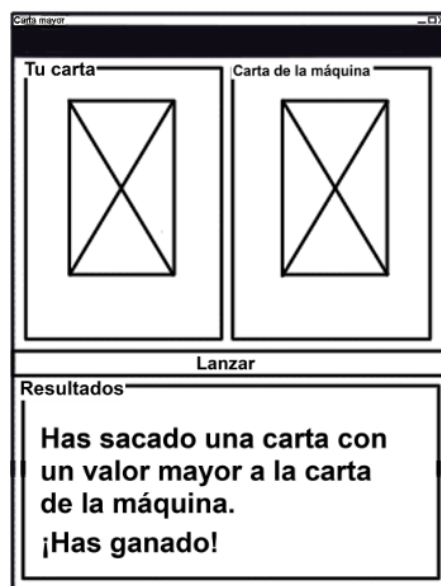 Carta mayor
Tu carta
Carta de la máquina
Lanzar
Resultados
Has sacado una carta con
un valor mayor a la carta
de la máquina.
¡Has ganado!